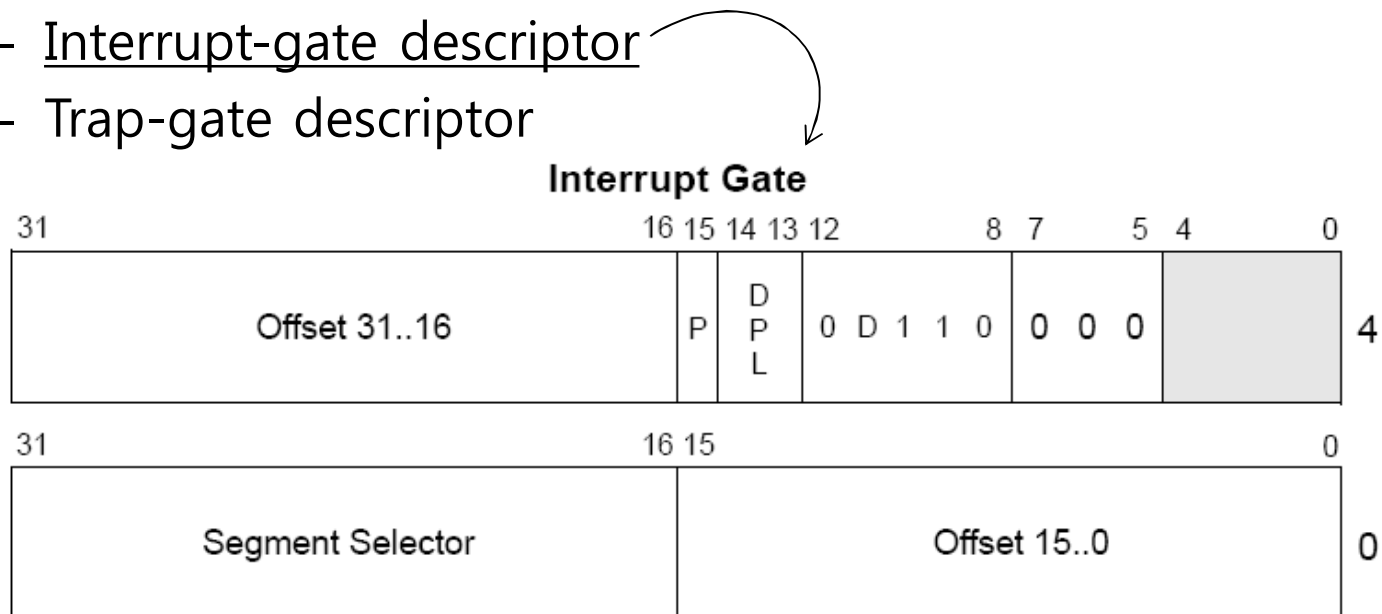 - Interrupt-gate descriptor
- Trap-gate descriptor
Interrupt Gate
31 16 15 14 13 12 8 7 5 4 0
Offset 31..16 P DPL 0 D 1 1 0 0 0 0 4
31 16 15 0
Segment Selector Offset 15..0 0